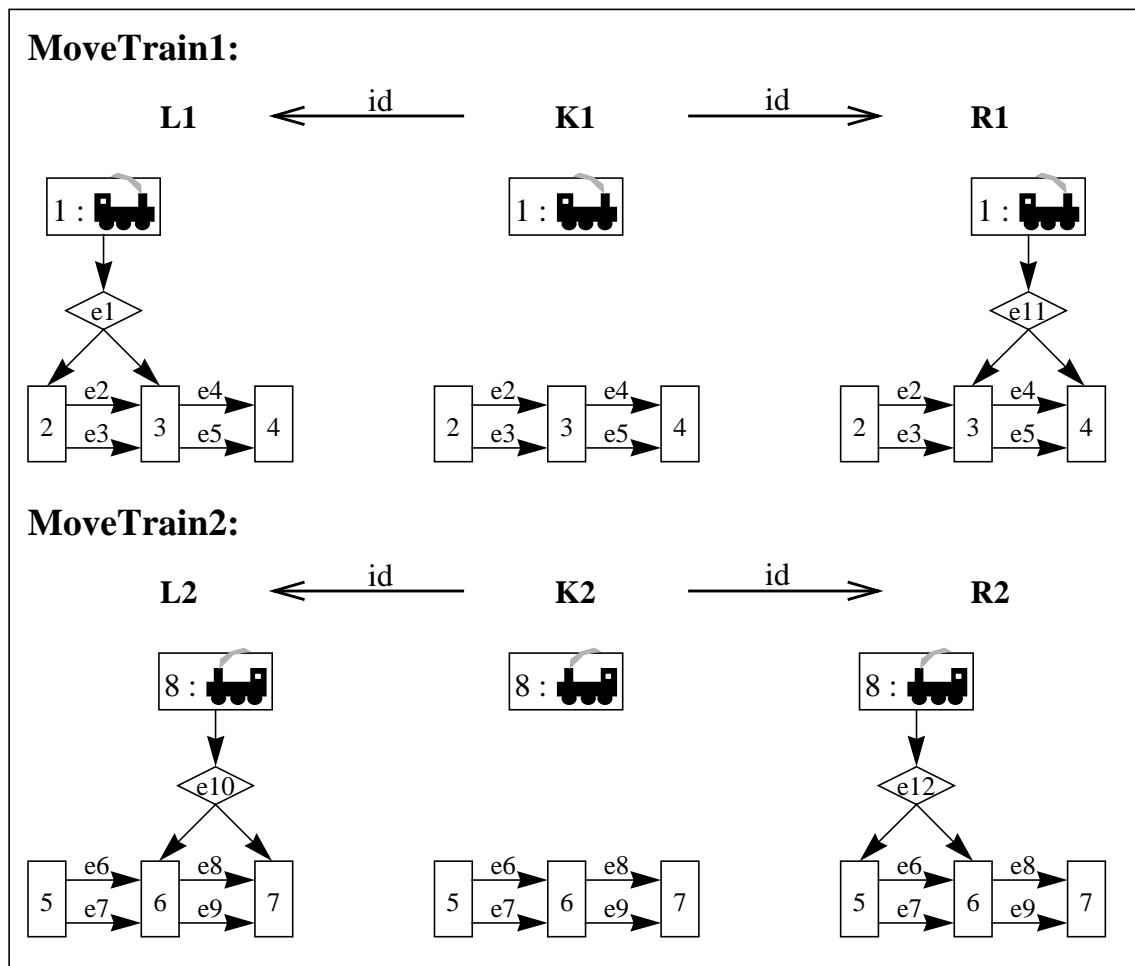 MoveTrain1:
L1 id K1 id R1
1 : 1 : 1 :
e1 e11
e2 e4 e2 e4 e2 e4
2 3 4 2 3 4 2 3 4
e3 e5 e3 e5 e3 e5
MoveTrain2:
L2 id K2 id R2
8 : 8 : 8 :
e10 e12
e6 e8 e6 e8 e6 e8
5 6 7 5 6 7 5 6 7
e7 e9 e7 e9 e7 e9